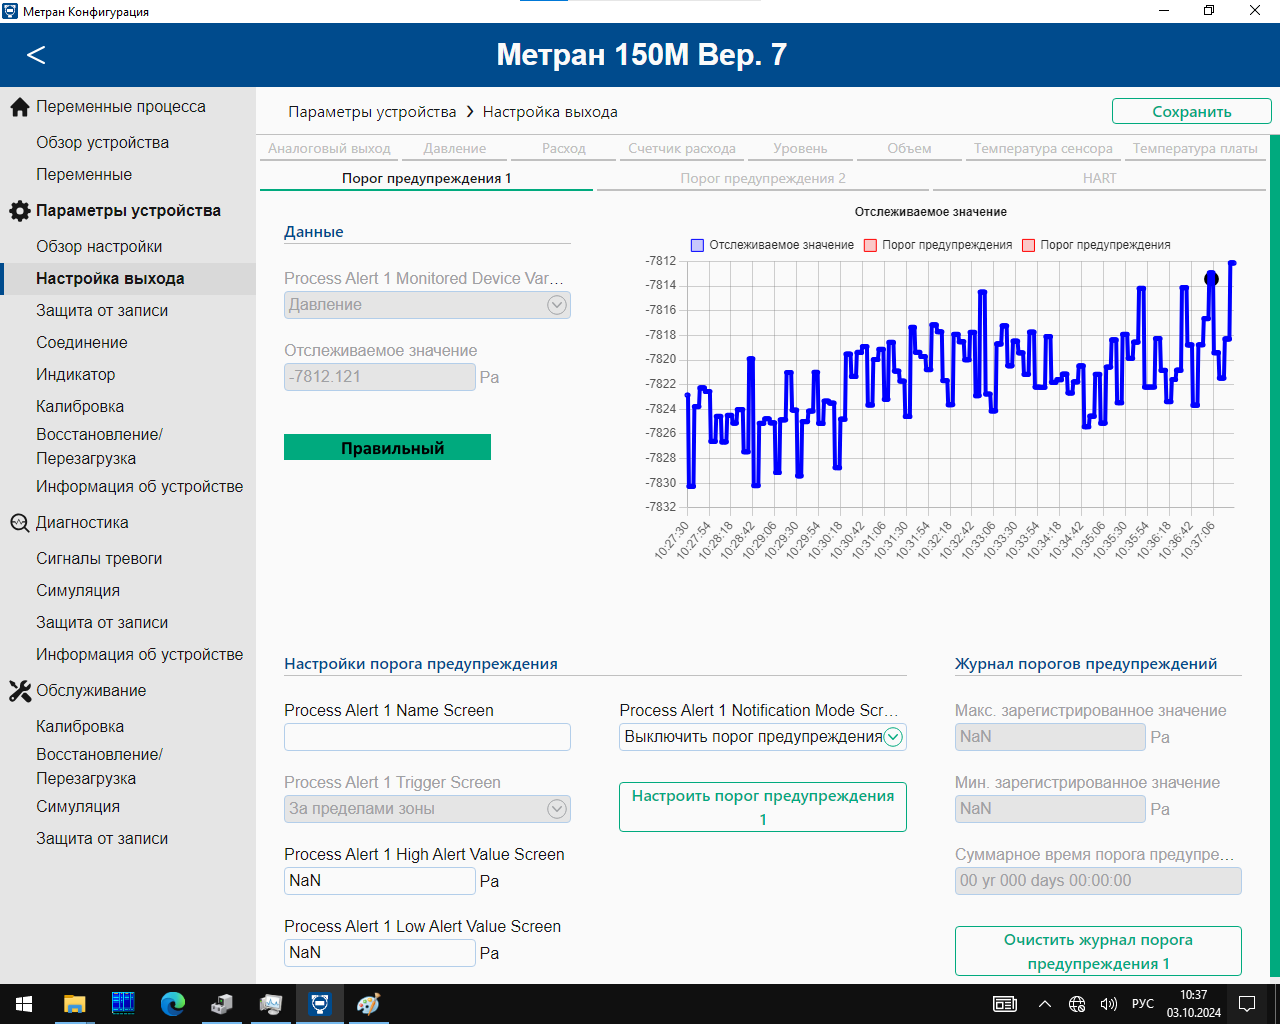 Метран Конфигурация
Метран 150М Вер. 7
Переменные процесса
Обзор устройства
Переменные
Параметры устройства
Обзор настройки
Настройка выхода
Защита от записи
Соединение
Индикатор
Калибровка
Восстановление/
Перезагрузка
Информация об устройстве
Диагностика
Сигналы тревоги
Симуляция
Защита от записи
Информация об устройстве
Обслуживание
Калибровка
Восстановление/
Перезагрузка
Симуляция
Защита от записи
Параметры устройства > Настройка выхода
Сохранить
Аналоговый выход Давление Расход Счетчик расхода Уровень Объем Температура сенсора Температура платы
Порог предупреждения 1 Порог предупреждения 2 HART
Данные
Process Alert 1 Monitored Device Var...
Давление
Отслеживаемое значение
-7812.121 Pa
Правильный
Отслеживаемое значение
Отслеживаемое значение Порог предупреждения Порог предупреждения
-7812
-7814
-7816
-7818
-7820
-7822
-7824
-7826
-7828
-7830
-7832
10:27:30 10:27:54 10:28:18 10:28:42 10:29:06 10:29:30 10:29:54 10:30:18 10:30:42 10:31:06 10:31:30 10:31:54 10:32:18 10:32:42 10:33:06 10:33:30 10:33:54 10:34:18 10:34:42 10:35:06 10:35:30 10:35:54 10:36:18 10:36:42 10:37:06
Настройки порога предупреждения
Process Alert 1 Name Screen
Process Alert 1 Trigger Screen
За пределами зоны
Process Alert 1 High Alert Value Screen
NaN Pa
Process Alert 1 Low Alert Value Screen
NaN Pa
Process Alert 1 Notification Mode Scr...
Выключить порог предупреждения
Настроить порог предупреждения
1
Журнал порогов предупреждений
Макс. зарегистрированное значение
NaN Pa
Мин. зарегистрированное значение
NaN Pa
Суммарное время порога предупре...
00 yr 000 days 00:00:00
Очистить журнал порога
предупреждения 1
РУС
10:37
03.10.2024